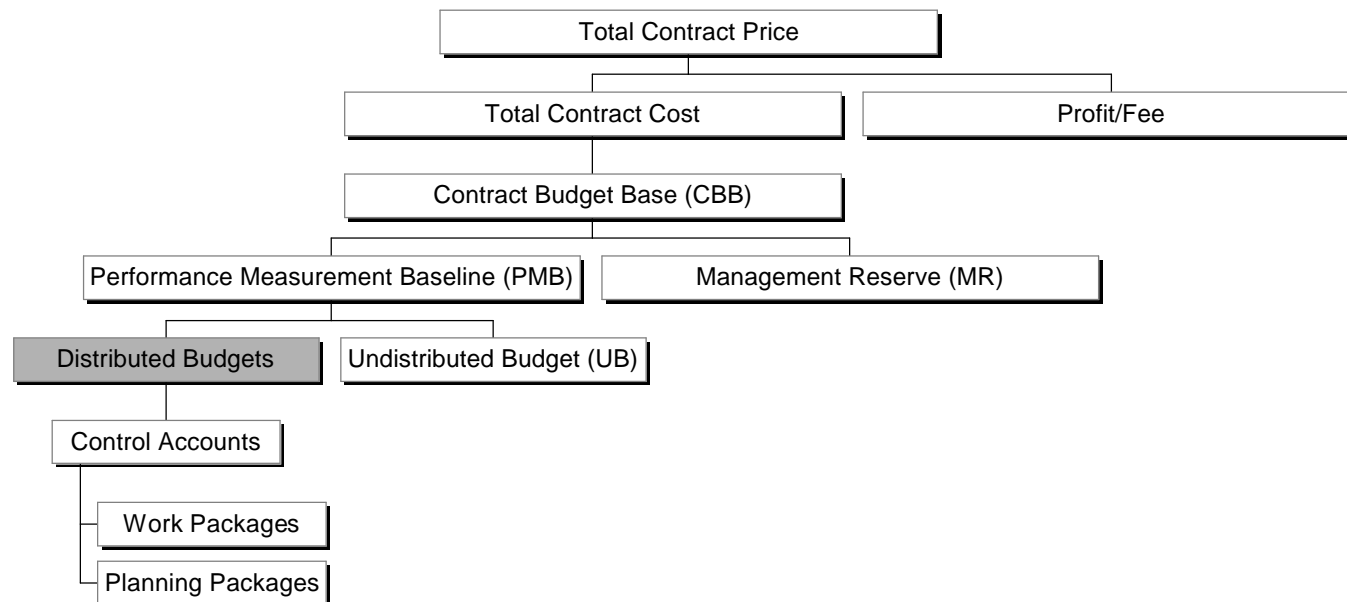 Total Contract Price
Total Contract Cost
Profit/Fee
Contract Budget Base (CBB)
Performance Measurement Baseline (PMB)
Management Reserve (MR)
Distributed Budgets
Undistributed Budget (UB)
Control Accounts
Work Packages
Planning Packages